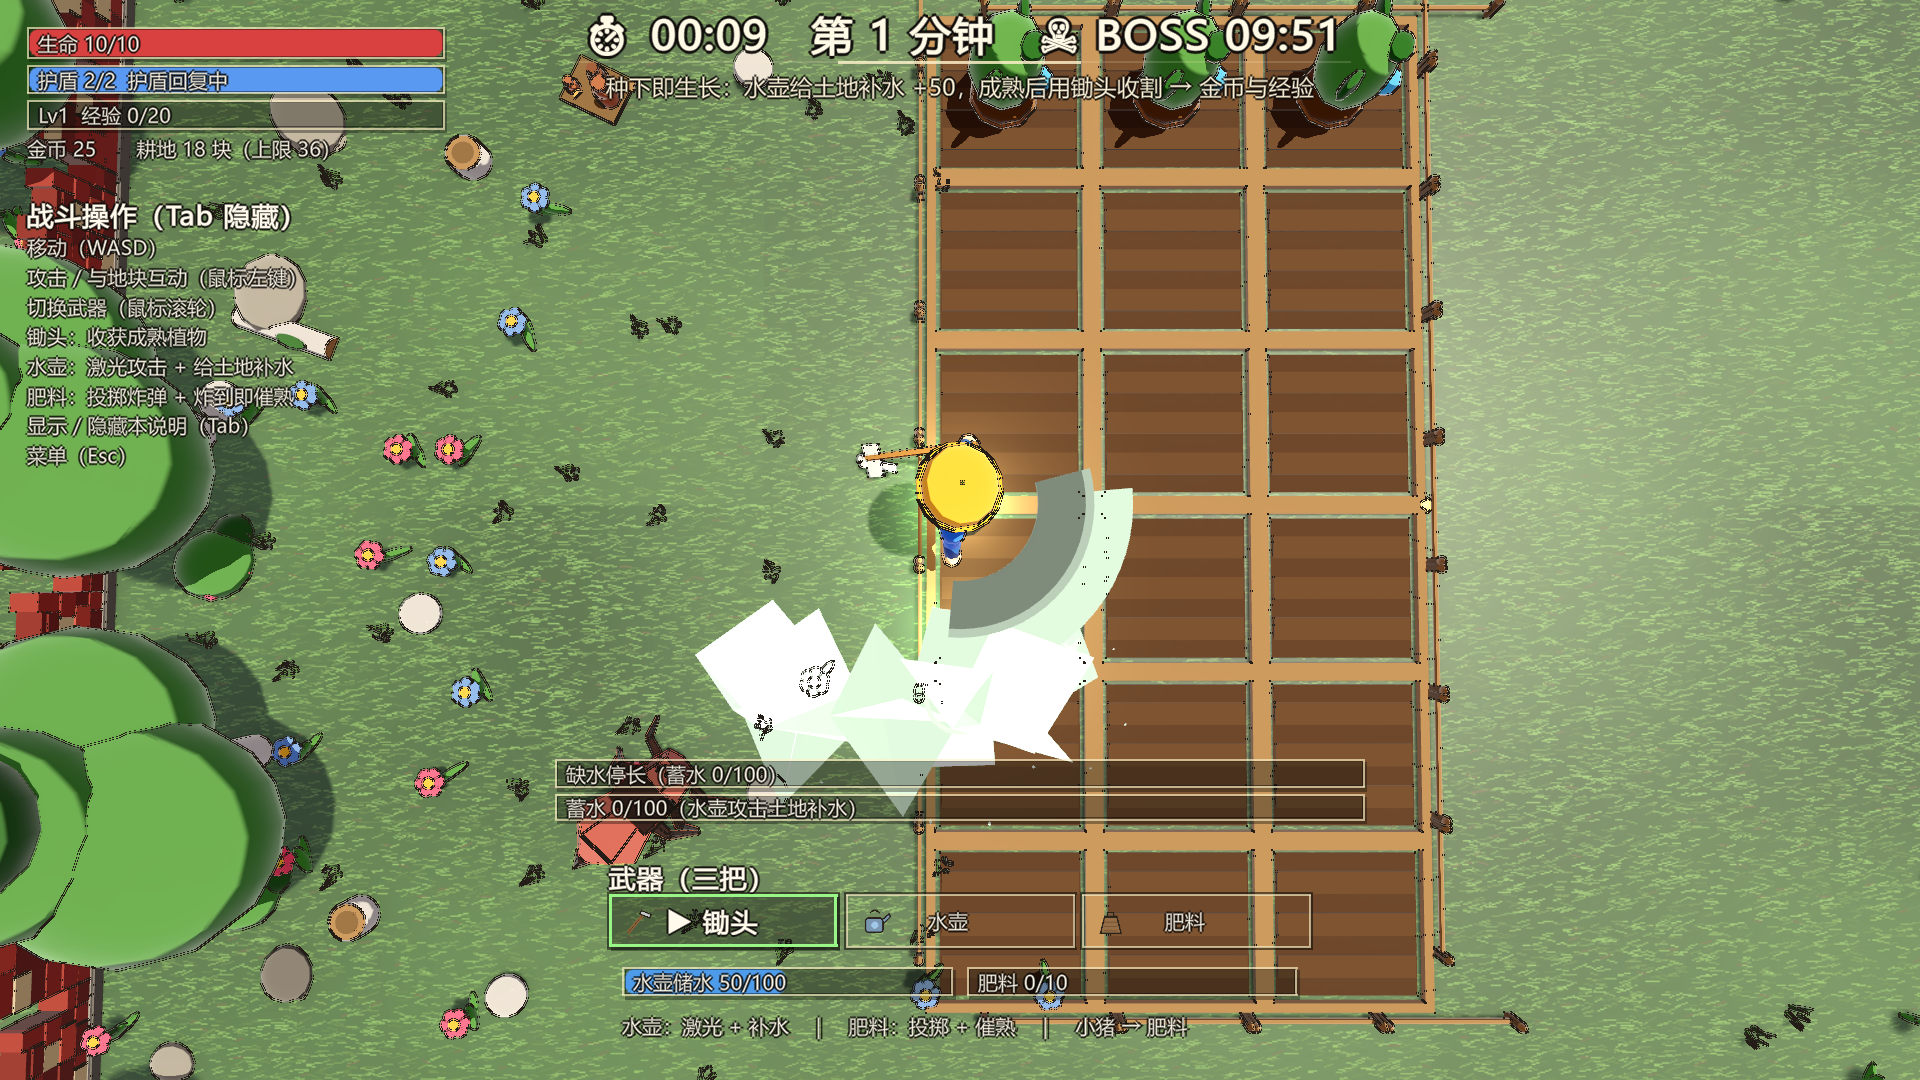 00:09 第 1 分钟 BOSS 09:51
种下即生长：水壶给土地补水 +50，成熟后用锄头收割 → 金币与经验
生命 10/10
护盾 2/2 护盾回复中
Lv1 经验 0/20
金币 25 耕地 18 块（上限 36）
战斗操作（Tab 隐藏）
移动（WASD）
攻击 / 与地块互动（鼠标左键）
切换武器（鼠标滚轮）
锄头：收获成熟植物
水壶：激光攻击 + 给土地补水
肥料：投掷炸弹 + 炸到即催熟
显示 / 隐藏本说明（Tab）
菜单（Esc）
缺水停长（蓄水 0/100）
蓄水 0/100（水壶攻击土地补水）
武器（三把）
▶ 锄头 水壶 肥料
水壶储水 50/100 肥料 0/10
水壶：激光 + 补水 | 肥料：投掷 + 催熟 | 小猪 → 肥料